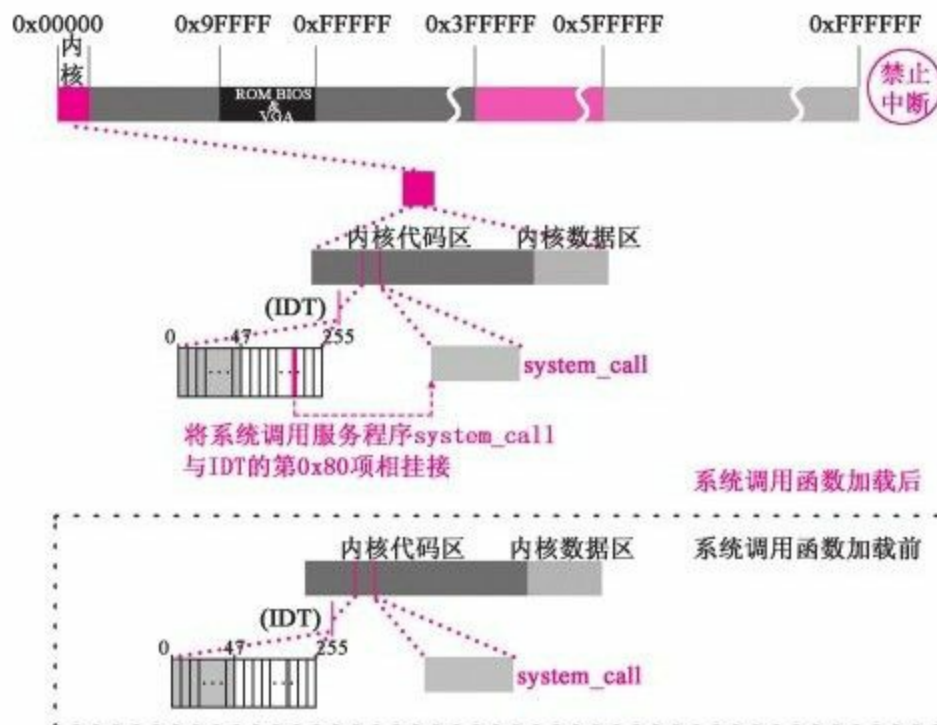 0x00000 0x9FFFF 0xFFFFF 0x3FFFFF 0x5FFFFF 0xFFFFFF
内核
ROM BIOS
&
VGA
禁止
中断
内核代码区 内核数据区
(IDT)
0 47 255
... ...
system_call
将系统调用服务程序system_call
与IDT的第0x80项相挂接
系统调用函数加载后
内核代码区 内核数据区 系统调用函数加载前
(IDT)
0 47 255
... ...
system_call